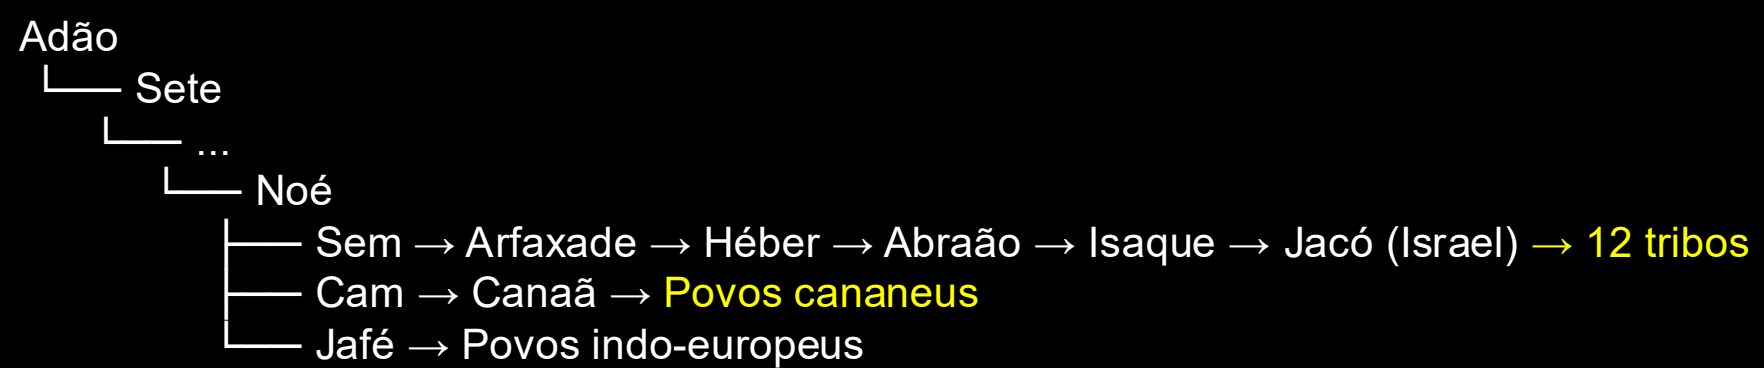 Adão
└── Sete
└── ...
└── Noé
├── Sem → Arfaxade → Héber → Abraão → Isaque → Jacó (Israel) → 12 tribos
├── Cam → Canaã → Povos cananeus
└── Jafé → Povos indo-europeus